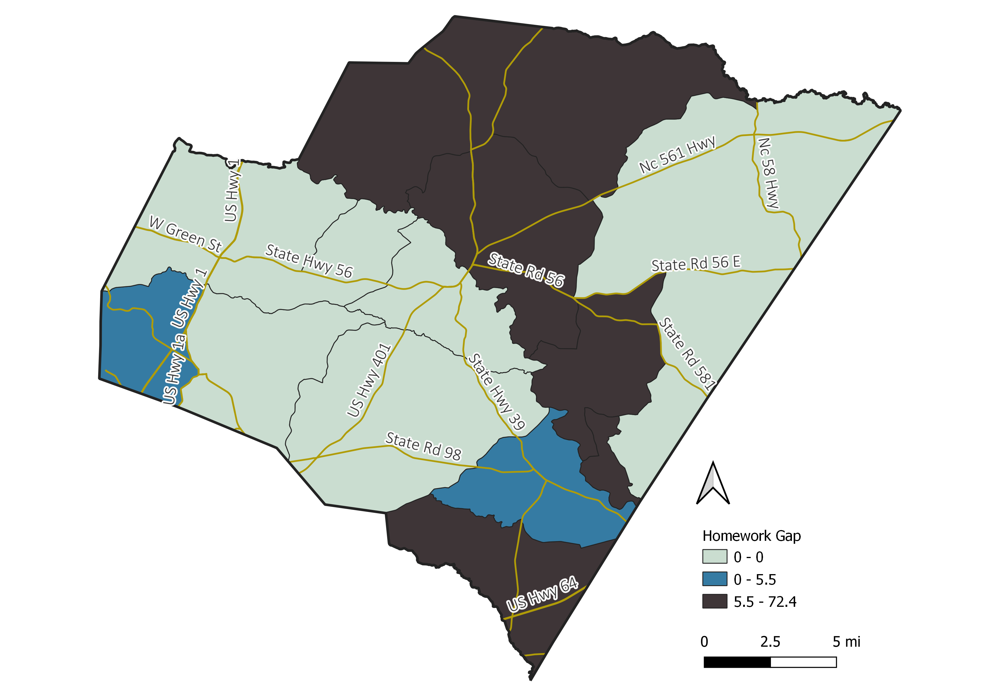 US Hwy 1
Nc 561 Hwy
Nc 58 Hwy
W Green St
State Hwy 56
State Rd 56
State Rd 56 E
US Hwy 1
US Hwy 1a
US Hwy 401
State Hwy 39
State Rd 581
State Rd 98
US Hwy 64
Homework Gap
0 - 0
0 - 5.5
5.5 - 72.4
0 2.5 5 mi